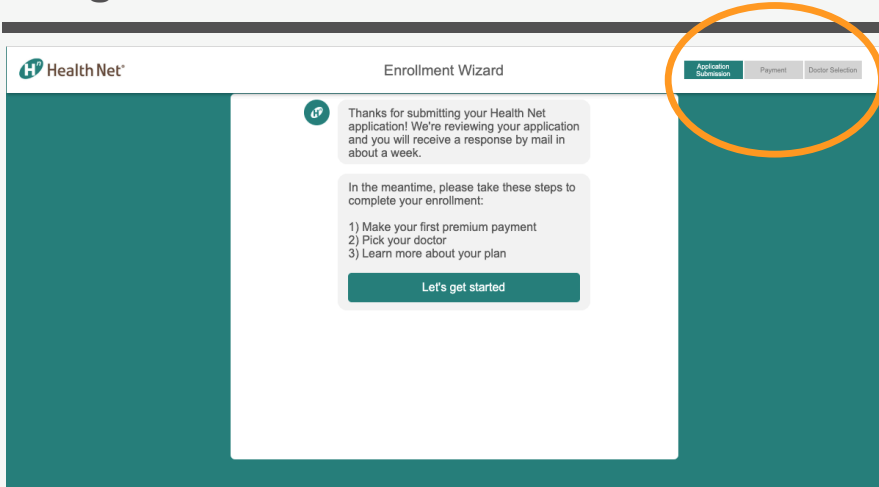 Health Net®
Enrollment Wizard
Application
Submission
Payment
Doctor Selection
Thanks for submitting your Health Net
application! We're reviewing your application
and you will receive a response by mail in
about a week.
In the meantime, please take these steps to
complete your enrollment:
1) Make your first premium payment
2) Pick your doctor
3) Learn more about your plan
Let's get started